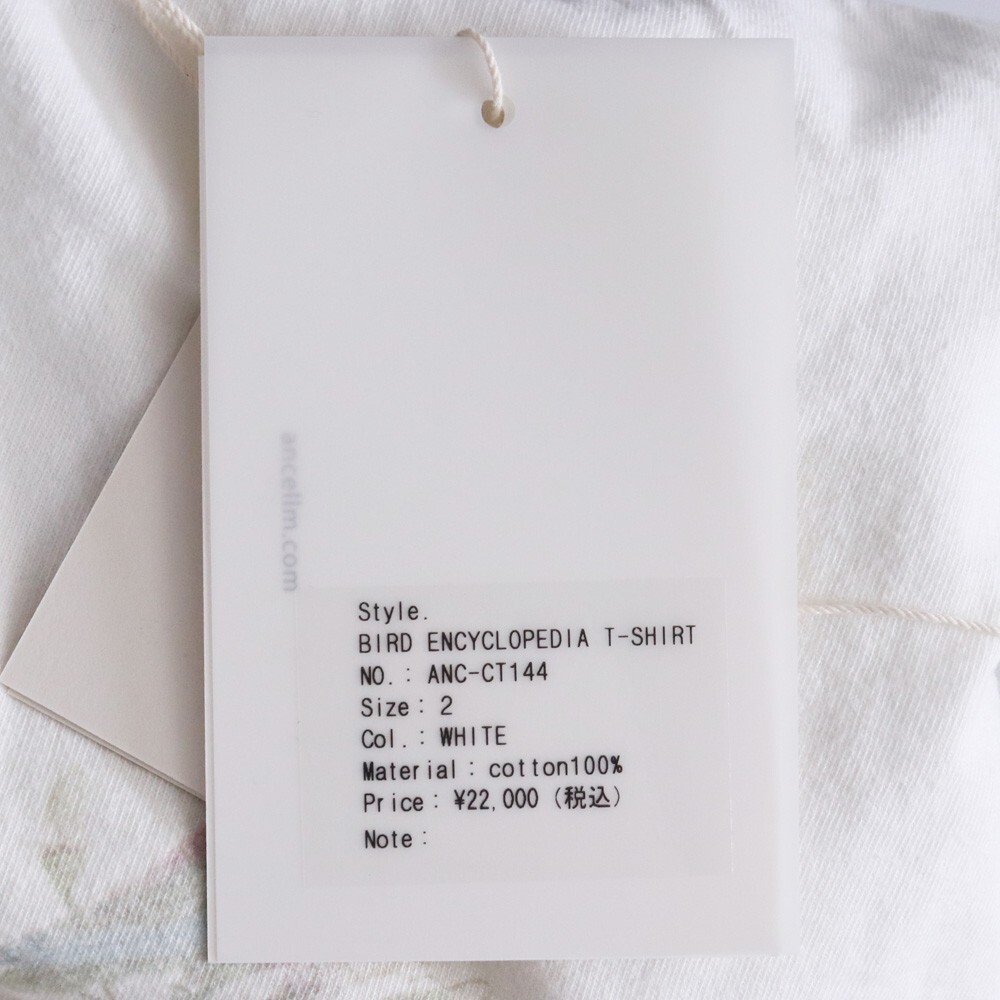 ancellm.com
Style.
BIRD ENCYCLOPEDIA T-SHIRT
NO.: ANC-CT144
Size: 2
Col.: WHITE
Material: cotton100%
Price: ¥22,000 (税込)
Note: